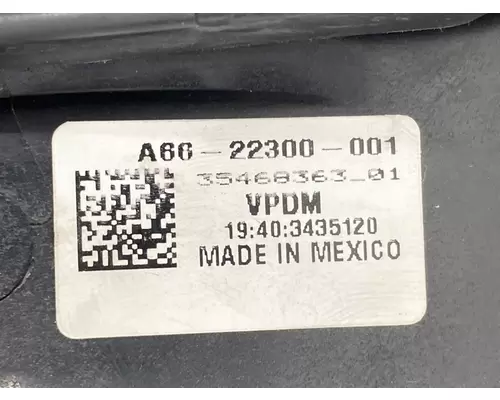 A66-22300-001
35468363_01
VPDM
19:40:3435120
MADE IN MEXICO